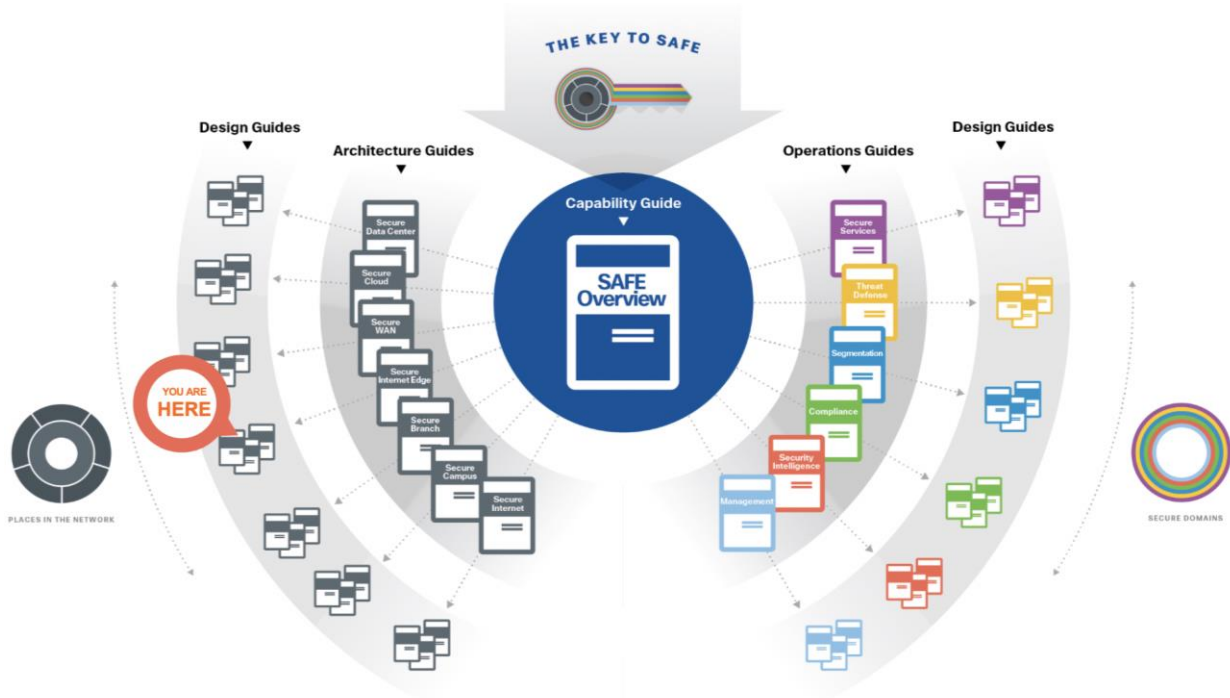 THE KEY TO SAFE
Design Guides
Architecture Guides
Capability Guide
SAFE
Overview
Operations Guides
Design Guides
Secure
Data Center
Secure
Cloud
Secure
WAN
Secure
Internet Edge
Secure
Branch
Secure
Campus
Secure
Internet
Secure
Services
Threat
Defense
Segmentation
Compliance
Security
Intelligence
Management
YOU ARE
HERE
PLACES IN THE NETWORK
SECURE DOMAINS